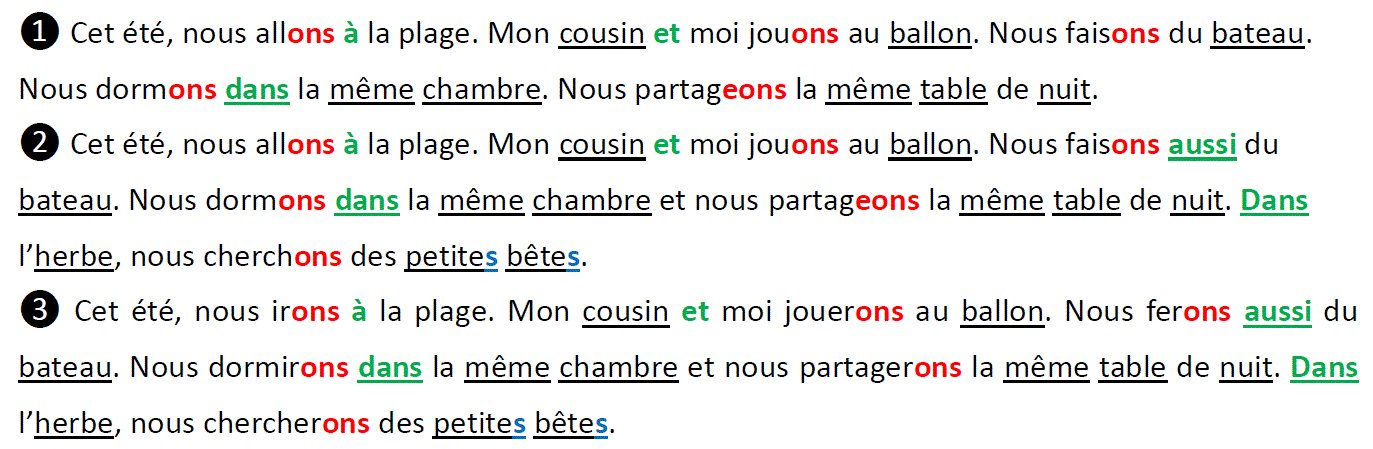 ❶ Cet été, nous allons à la plage. Mon cousin et moi jouons au ballon. Nous faisons du bateau.
Nous dormons dans la même chambre. Nous partageons la même table de nuit.
❷ Cet été, nous allons à la plage. Mon cousin et moi jouons au ballon. Nous faisons aussi du
bateau. Nous dormons dans la même chambre et nous partageons la même table de nuit. Dans
l’herbe, nous cherchons des petites bêtes.
❸ Cet été, nous irons à la plage. Mon cousin et moi jouerons au ballon. Nous ferons aussi du
bateau. Nous dormirons dans la même chambre et nous partagerons la même table de nuit. Dans
l’herbe, nous chercherons des petites bêtes.